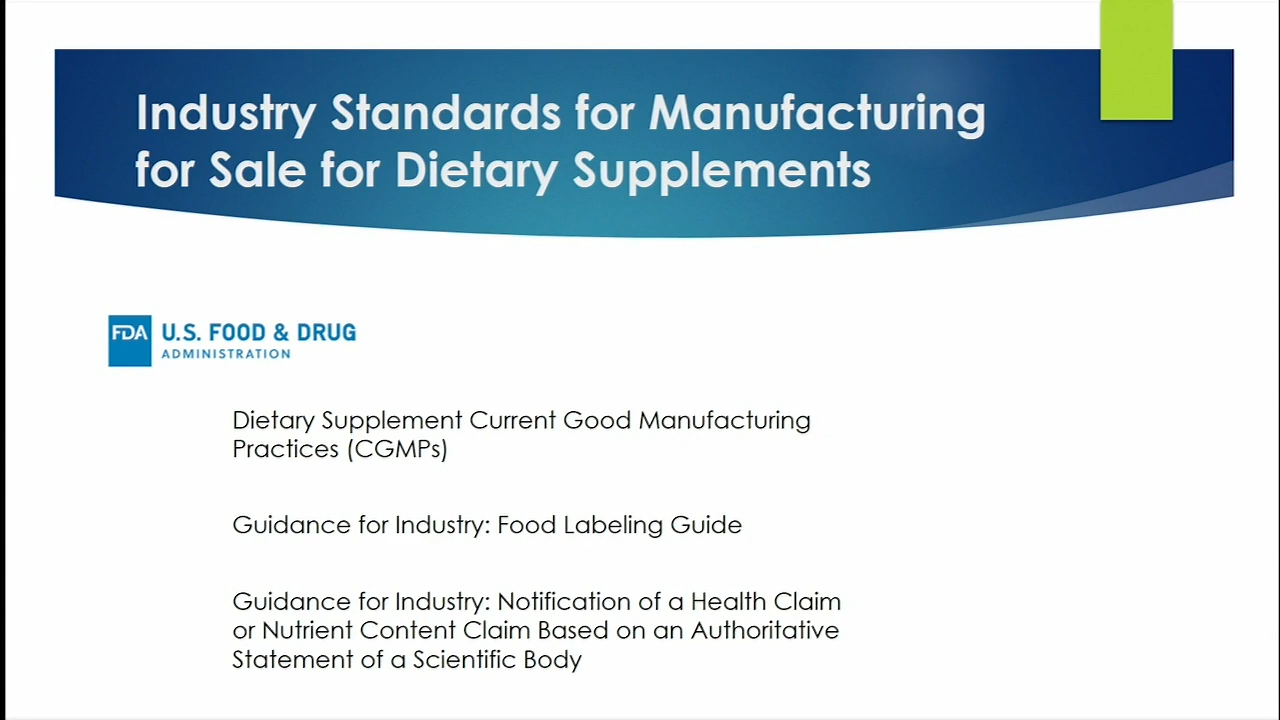 Industry Standards for Manufacturing
for Sale for Dietary Supplements
FDA U.S. FOOD & DRUG
ADMINISTRATION
Dietary Supplement Current Good Manufacturing
Practices (CGMPs)
Guidance for Industry: Food Labeling Guide
Guidance for Industry: Notification of a Health Claim
or Nutrient Content Claim Based on an Authoritative
Statement of a Scientific Body